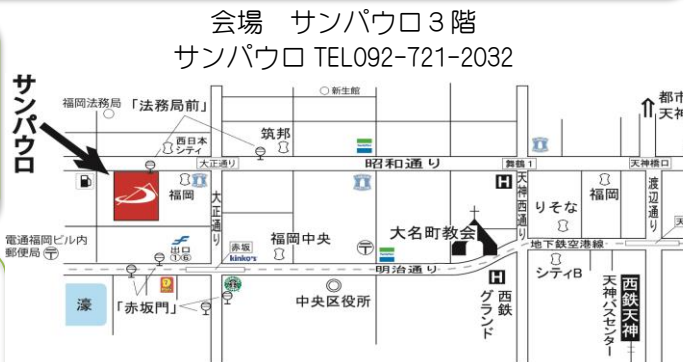 会場　サンパウロ３階
サンパウロ TEL092-721-2032
サンパウロ
福岡法務局
「法務局前」
新生館
都市
天神
西日本
シティ
筑邦
大正通り
昭和通り
舞鶴1
天神橋口
福岡
大正通り
天神西通り
りそな
福岡
渡辺通り
電通福岡ビル内
郵便局
出口
①⑥
赤坂
kinko's
福岡中央
大名町教会
地下鉄空港線
天
明治通り
シティB
濠
「赤坂門」
中央区役所
西鉄
グランド
天神バスセンター
西鉄天神